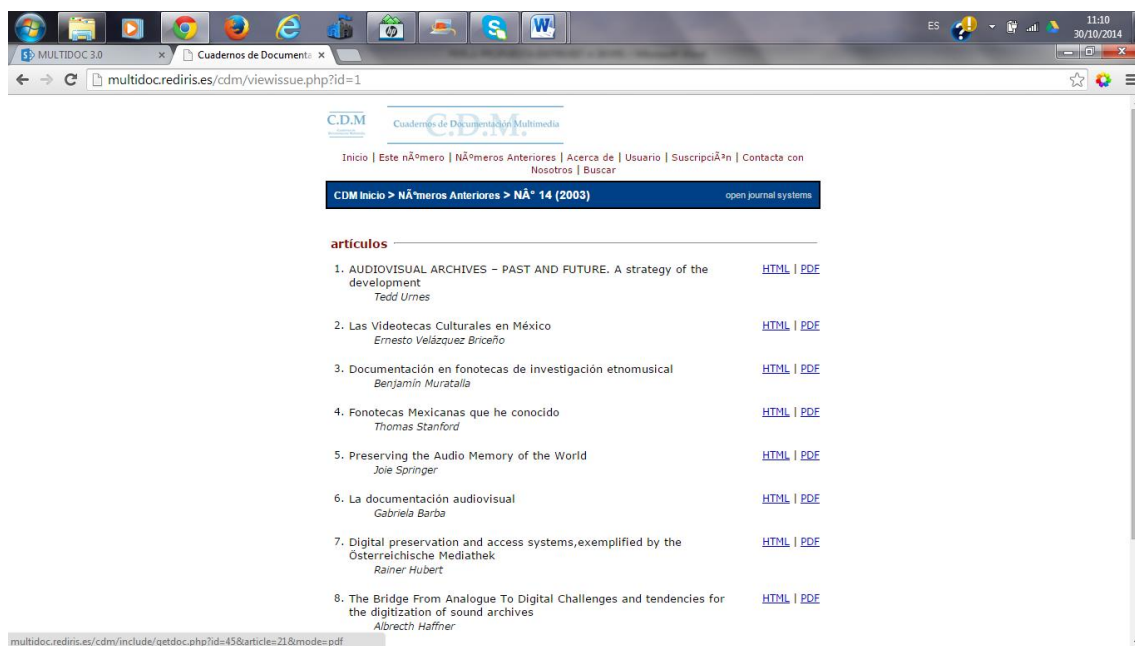 ES
11:10
30/10/2014
MULTIDOC 3.0
Cuadernos de Documenta
multidoc.rediris.es/cdm/viewissue.php?id=1
C.D.M
Cuadernos de Documentación Multimedia
C.D.M.
Inicio | Este nÃºmero | NÃºmeros Anteriores | Acerca de | Usuario | SuscripciÃ³n | Contacta con
Nosotros | Buscar
CDM Inicio > NÃºmeros Anteriores > NÂ° 14 (2003) open journal systems
artículos
1. AUDIOVISUAL ARCHIVES – PAST AND FUTURE. A strategy of the HTML | PDF
development
Tedd Urnes
2. Las Videotecas Culturales en México HTML | PDF
Ernesto Velázquez Briceño
3. Documentación en fonotecas de investigación etnomusical HTML | PDF
Benjamín Muratalla
4. Fonotecas Mexicanas que he conocido HTML | PDF
Thomas Stanford
5. Preserving the Audio Memory of the World HTML | PDF
Joie Springer
6. La documentación audiovisual HTML | PDF
Gabriela Barba
7. Digital preservation and access systems,exemplified by the HTML | PDF
Österreichische Mediathek
Rainer Hubert
8. The Bridge From Analogue To Digital Challenges and tendencies for HTML | PDF
the digitization of sound archives
Albrecth Haffner
multidoc.rediris.es/cdm/include/getdoc.php?id=45&article=21&mode=pdf